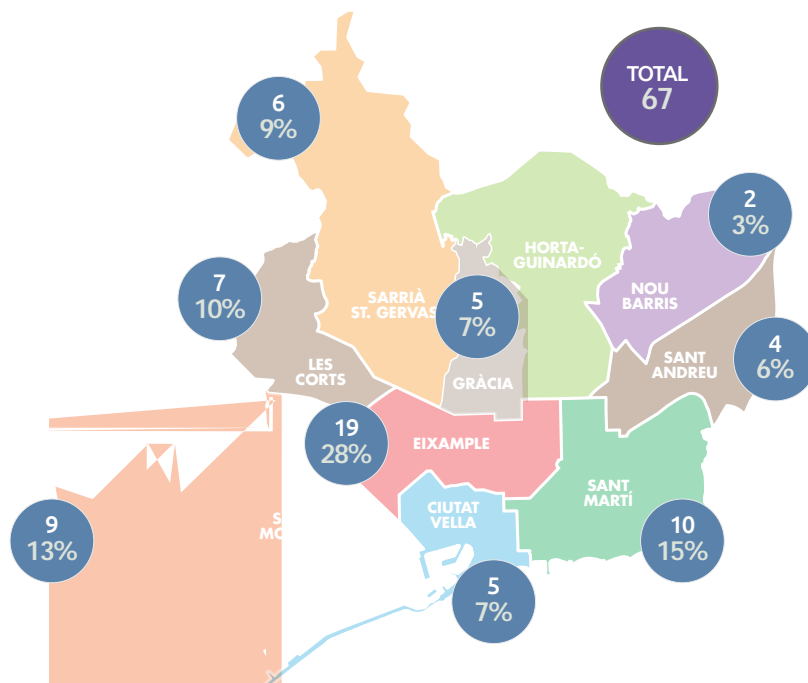 TOTAL
67
6
9%
2
3%
HORTA-
GUINARDÓ
7
10%
NOU
BARRIS
SARRIÀ
ST. GERVAS
5
7%
4
6%
SANT
ANDREU
LES
CORTS
GRÀCIA
19
28%
EIXAMPLE
SANT
MARTÍ
CIUTAT
VELLA
9
13%
10
15%
5
7%